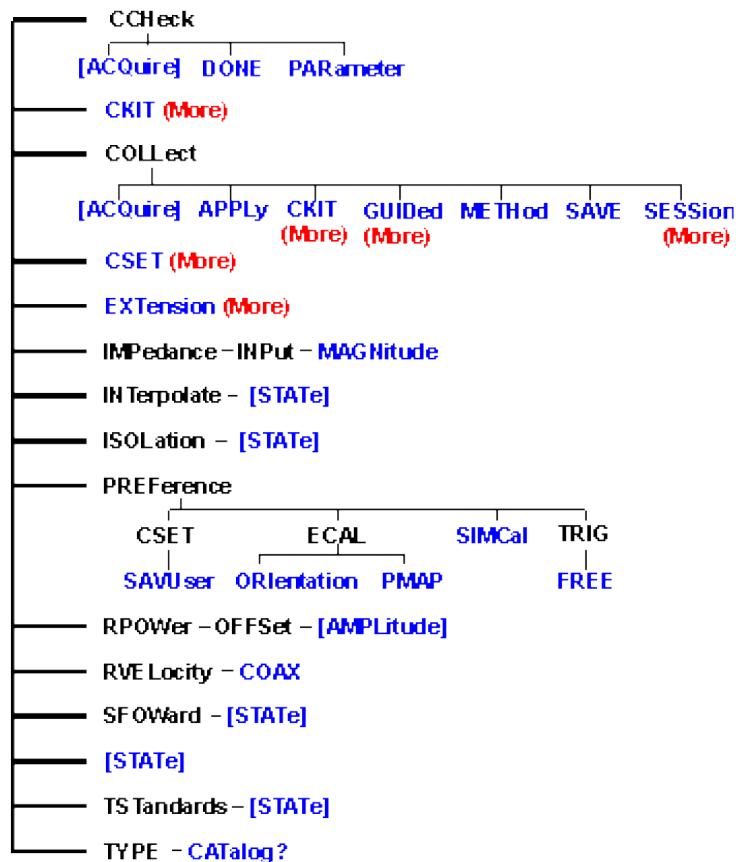 CCHeck
[ACQuire] DONE PARameter
CKIT (More)
COLLect
[ACQuire] APPLy CKIT GUIDed METHod SAVE SESSion
(More) (More) (More)
CSET (More)
EXTension (More)
IMPedance - INPut - MAGNitude
INTerpolate - [STATe]
ISOLation - [STATe]
PREFerence
CSET ECAL SIMCal TRIG
SAVUser ORIentation PMAP FREE
RPOWer - OFFSet - [AMPLitude]
RVELocity - COAX
SFOWard - [STATe]
[STATe]
TSTandards - [STATe]
TYPE - CATalog?